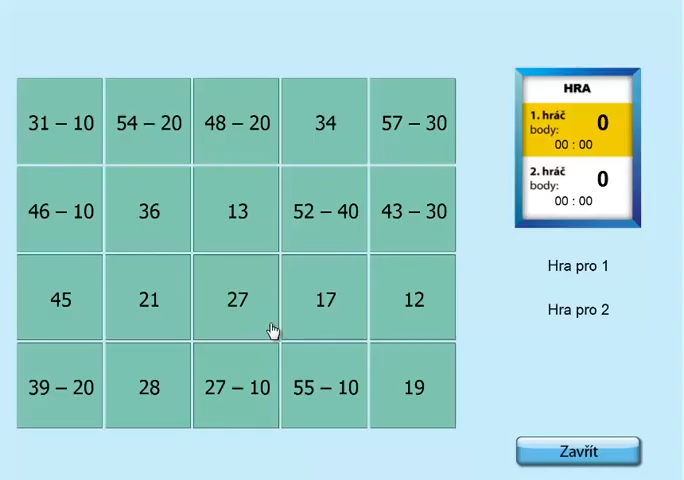 HRA
1. hráč
body: 0
00 : 00
2. hráč
body: 0
00 : 00
31 – 10 54 – 20 48 – 20 34 57 – 30
46 – 10 36 13 52 – 40 43 – 30
45 21 27 17 12
39 – 20 28 27 – 10 55 – 10 19
Hra pro 1
Hra pro 2
Zavřít